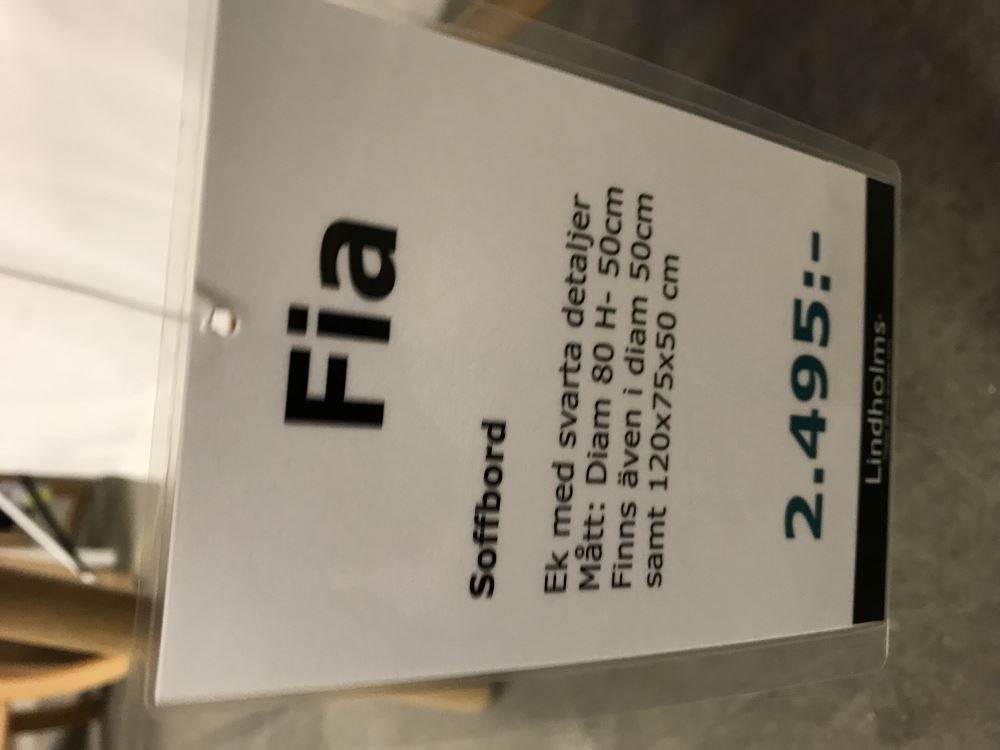 Fia
Soffbord
Ek med svarta detaljer
Mått: Diam 80 H- 50cm
Finns även i diam 50cm
samt 120x75x50 cm
2.495:-
Lindholms